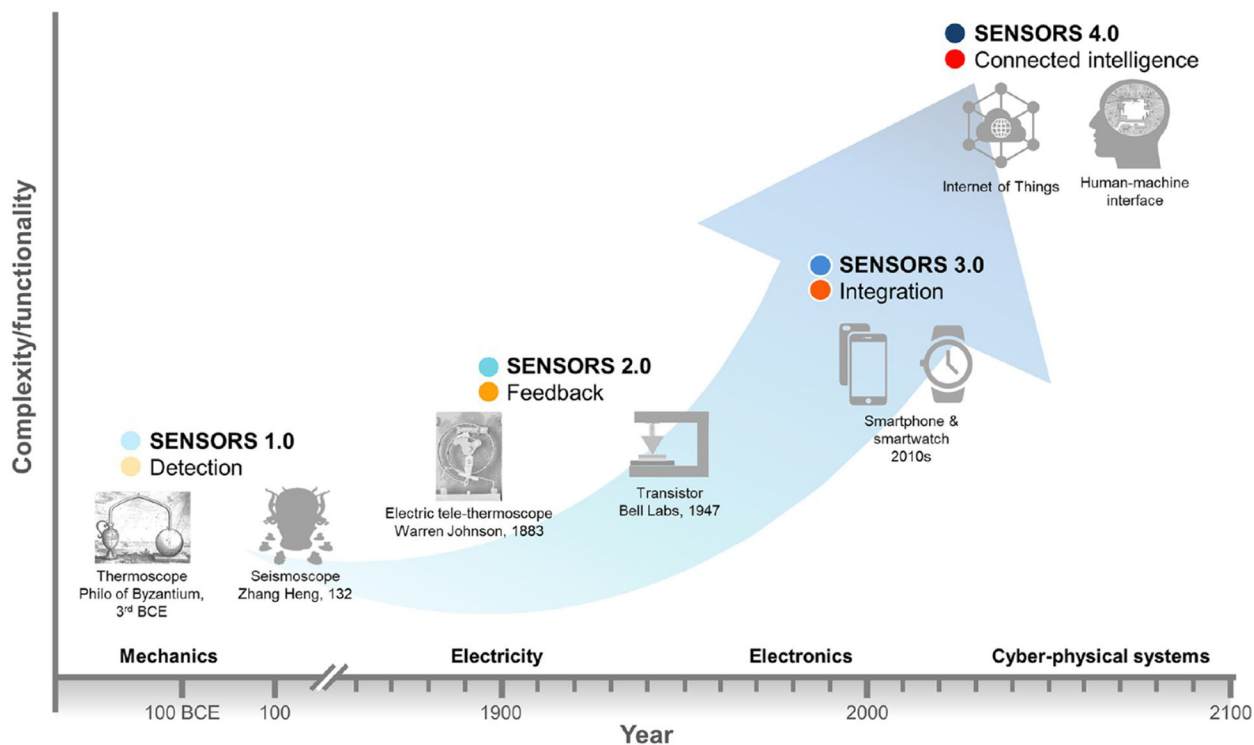 SENSORS 4.0
Connected intelligence
Internet of Things
Human-machine
interface
SENSORS 3.0
Integration
Smartphone &
smartwatch
2010s
SENSORS 2.0
Feedback
Electric tele-thermoscope
Warren Johnson, 1883
Transistor
Bell Labs, 1947
SENSORS 1.0
Detection
Thermoscope
Philo of Byzantium,
3rd BCE
Seismoscope
Zhang Heng, 132
Complexity/functionality
Mechanics
Electricity
Electronics
Cyber-physical systems
100 BCE
100
1900
2000
2100
Year